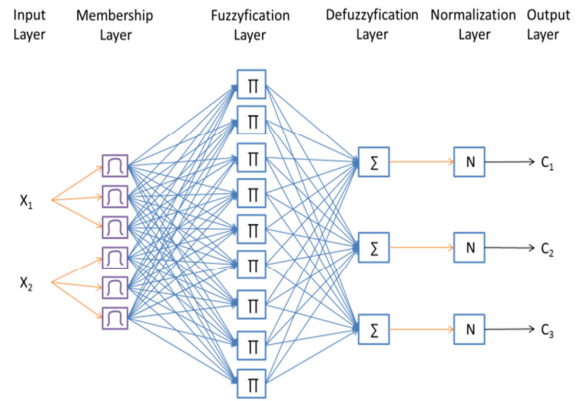 Input Layer
Membership Layer
Fuzzyfication Layer
Defuzzyfication Layer
Normalization Layer
Output Layer
X1
X2
∏
∏
∏
∏
∏
∏
∏
∏
∏
∑
∑
∑
N
N
N
C1
C2
C3